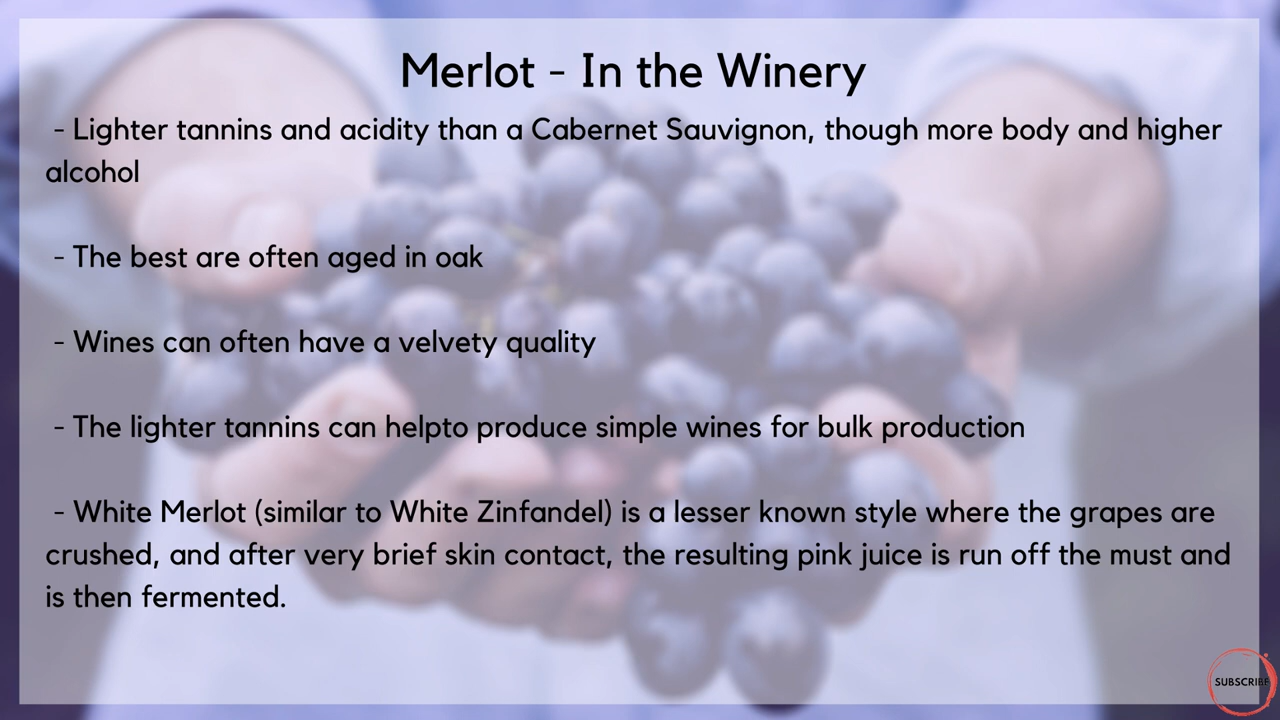 Merlot - In the Winery
- Lighter tannins and acidity than a Cabernet Sauvignon, though more body and higher
alcohol
- The best are often aged in oak
- Wines can often have a velvety quality
- The lighter tannins can helpto produce simple wines for bulk production
- White Merlot (similar to White Zinfandel) is a lesser known style where the grapes are
crushed, and after very brief skin contact, the resulting pink juice is run off the must and
is then fermented.
SUBSCRIBE